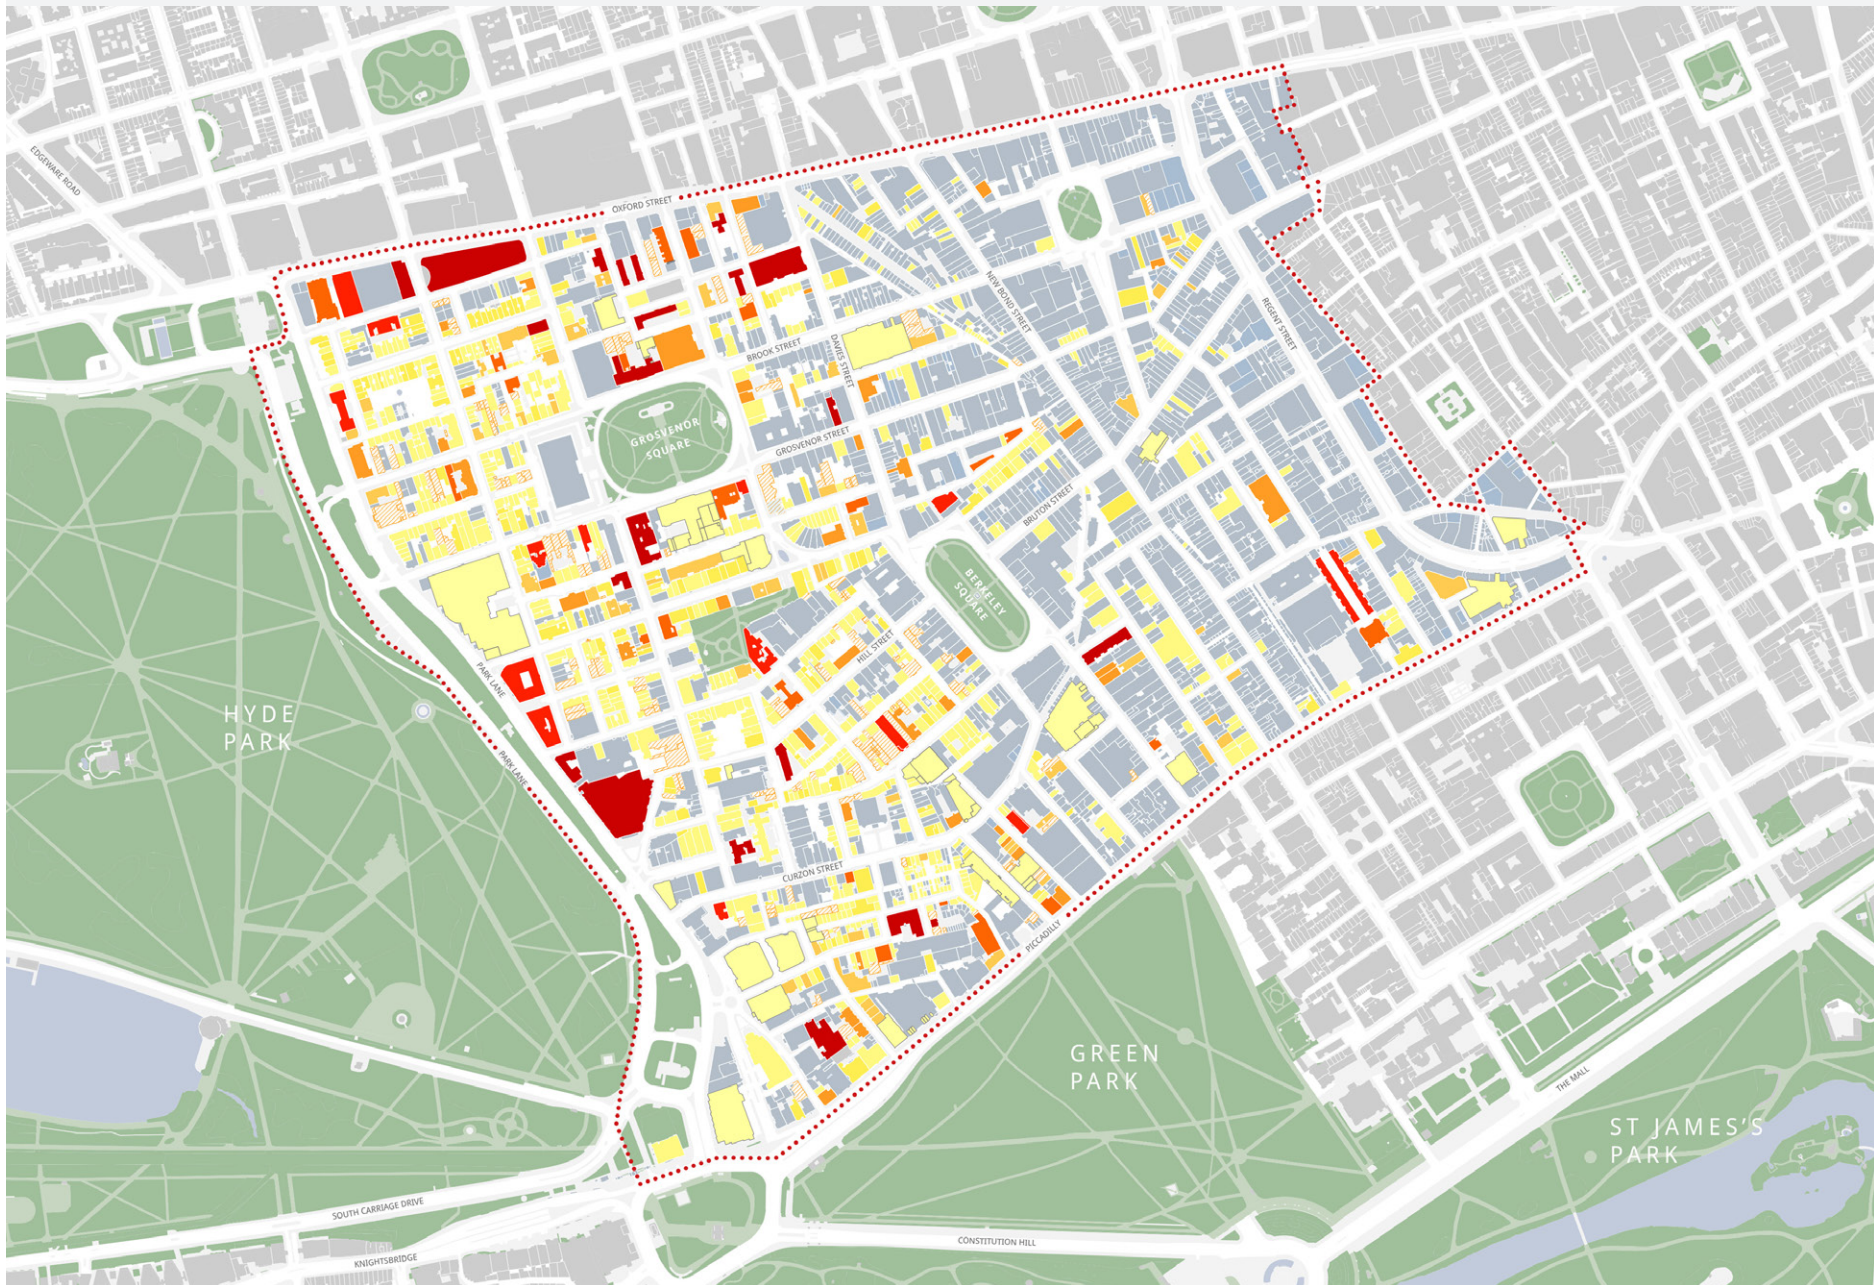 EDGEWARE ROAD
OXFORD STREET
NEW BOND STREET
REGENT STREET
BROOK STREET
DAVIES STREET
GROSVENOR
SQUARE
GROSVENOR STREET
BRUTON STREET
BERKELEY
SQUARE
HILL STREET
PARK LANE
HYDE
PARK
PARK LANE
CURZON STREET
PICCADILLY
GREEN
PARK
THE MALL
ST JAMES'S
PARK
SOUTH CARRIAGE DRIVE
CONSTITUTION HILL
KNIGHTSBRIDGE